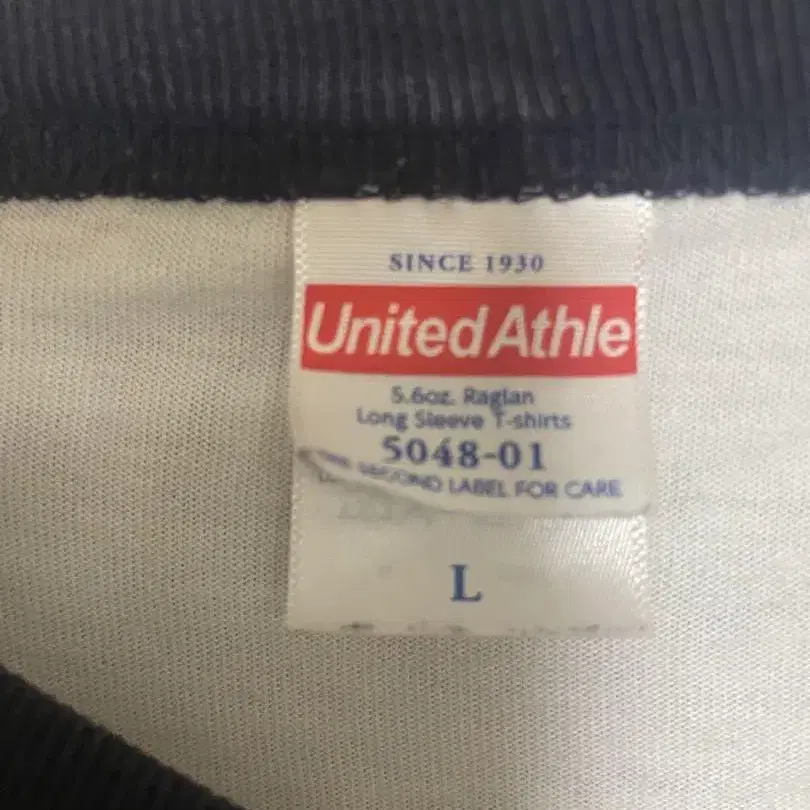 SINCE 1930
United Athle
5.6oz. Raglan
Long Sleeve T-shirts
5048-01
SECOND LABEL FOR CARE
L